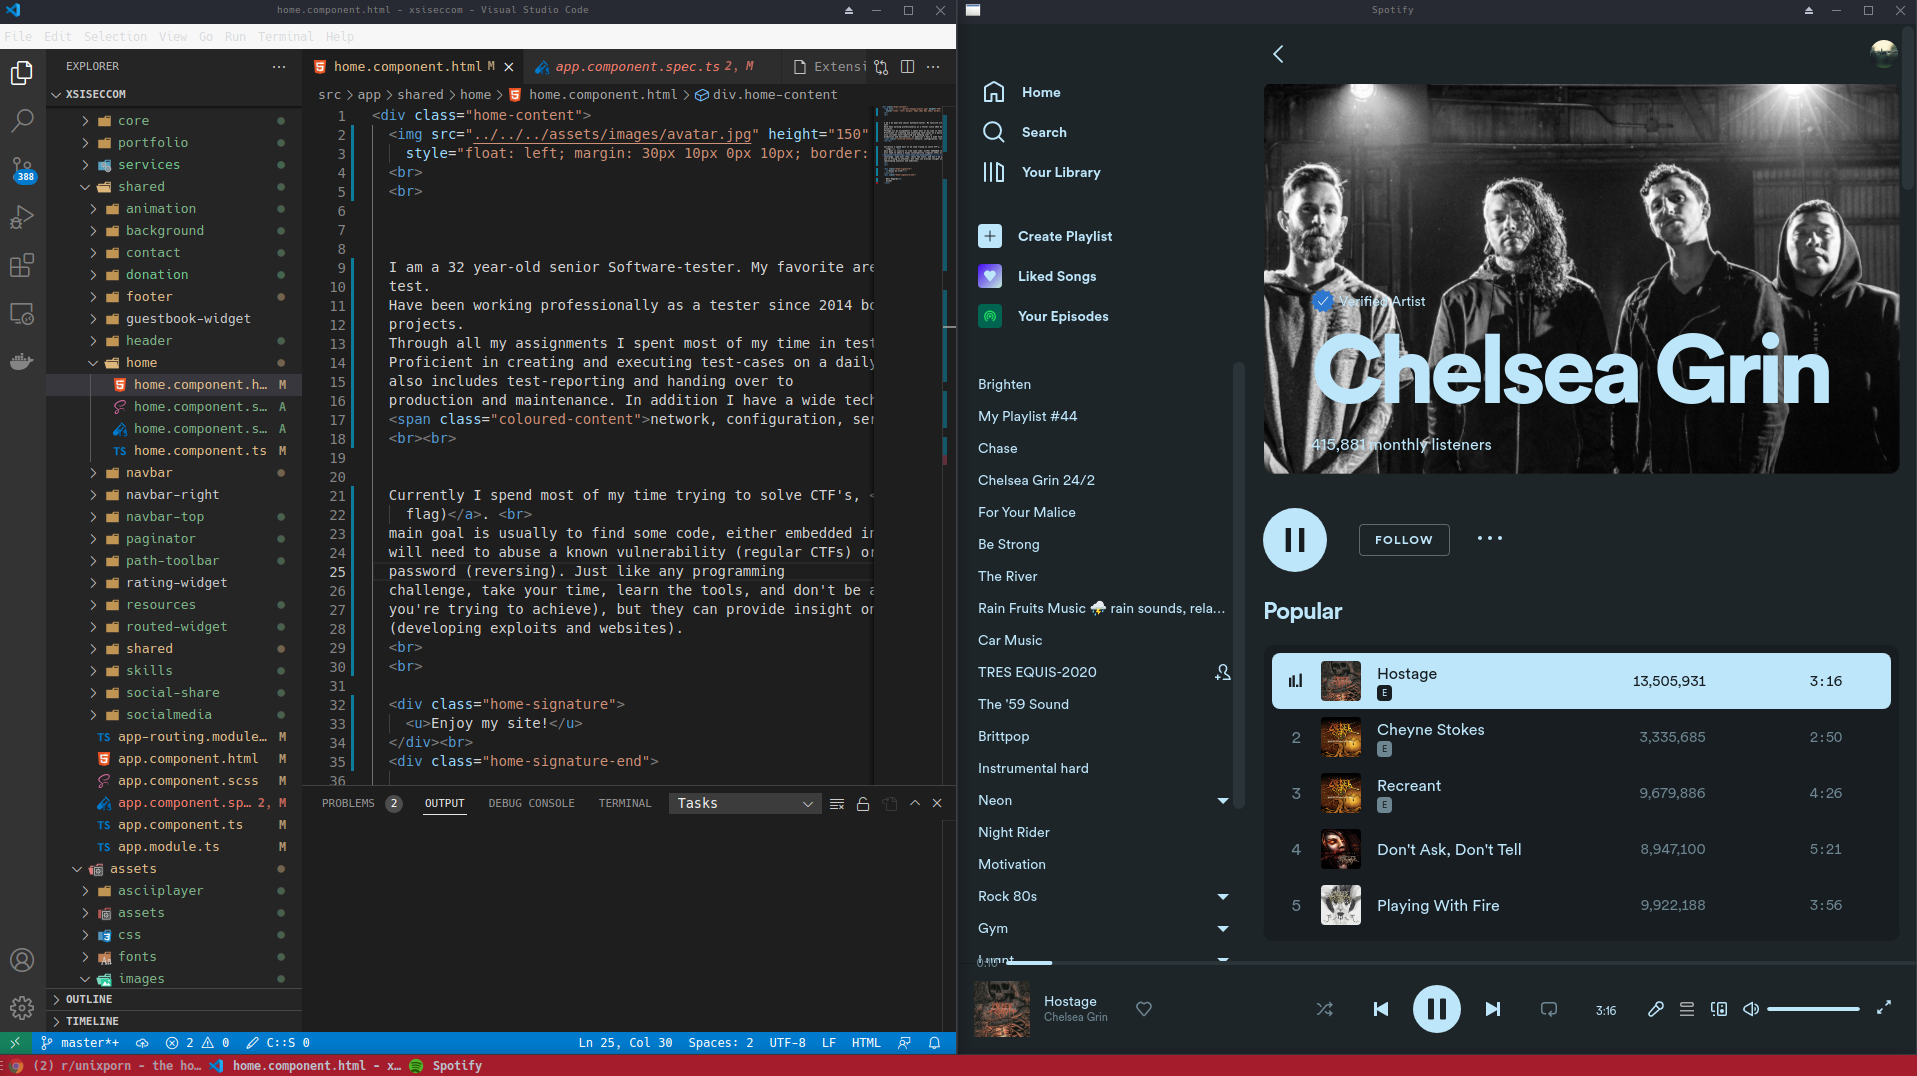 home.component.html - xsiseccom - Visual Studio Code
File Edit Selection View Go Run Terminal Help
EXPLORER
XSISECCOM
core
portfolio
services
shared
animation
background
contact
donation
footer
guestbook-widget
header
home
home.component.h... M
home.component.s... A
home.component.s... A
home.component.ts M
navbar
navbar-right
navbar-top
paginator
path-toolbar
rating-widget
resources
routed-widget
shared
skills
social-share
socialmedia
app-routing.module... M
app.component.html M
app.component.scss M
app.component.sp... 2, M
app.component.ts M
app.module.ts M
assets
asciiplayer
assets
css
fonts
images
OUTLINE
TIMELINE
388
home.component.html M
app.component.spec.ts 2, M
Extensi
src > app > shared > home > home.component.html > div.home-content
1 <div class="home-content">
2 <img src="../../../assets/images/avatar.jpg" height="150"
3 style="float: left; margin: 30px 10px 0px 10px; border:
4 <br>
5 <br>
6
7
8
9 I am a 32 year-old senior Software-tester. My favorite are
10 test.
11 Have been working professionally as a tester since 2014 bo
12 projects.
13 Through all my assignments I spent most of my time in test
14 Proficient in creating and executing test-cases on a daily
15 also includes test-reporting and handing over to
16 production and maintenance. In addition I have a wide tech
17 <span class="coloured-content">network, configuration, ser
18 <br><br>
19
20
21 Currently I spend most of my time trying to solve CTF's, <
22 flag)</a>. <br>
23 main goal is usually to find some code, either embedded in
24 will need to abuse a known vulnerability (regular CTFs) or
25 password (reversing). Just like any programming
26 challenge, take your time, learn the tools, and don't be a
27 you're trying to achieve), but they can provide insight on
28 (developing exploits and websites).
29 <br>
30 <br>
31
32 <div class="home-signature">
33 <u>Enjoy my site!</u>
34 </div><br>
35 <div class="home-signature-end">
36
PROBLEMS 2 OUTPUT DEBUG CONSOLE TERMINAL Tasks
master*+ 2 0 C::S 0 Ln 25, Col 30 Spaces: 2 UTF-8 LF HTML
(2) r/unixporn - the ho... home.component.html - x... Spotify
Spotify
Home
Search
Your Library
Create Playlist
Liked Songs
Your Episodes
Brighten
My Playlist #44
Chase
Chelsea Grin 24/2
For Your Malice
Be Strong
The River
Rain Fruits Music ⛈️ rain sounds, rela...
Car Music
TRES EQUIS-2020
The '59 Sound
Brittpop
Instrumental hard
Neon
Night Rider
Motivation
Rock 80s
Gym
Verified Artist
Chelsea Grin
415,881 monthly listeners
FOLLOW
Popular
Hostage E 13,505,931 3:16
2 Cheyne Stokes E 3,335,685 2:50
3 Recreant E 9,679,886 4:26
4 Don't Ask, Don't Tell 8,947,100 5:21
5 Playing With Fire 9,922,188 3:56
Hostage
Chelsea Grin
3:16